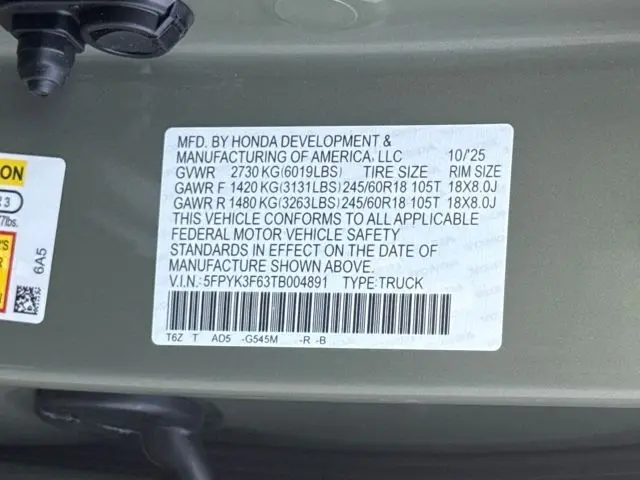 MFD. BY HONDA DEVELOPMENT &
MANUFACTURING OF AMERICA, LLC 10/'25
GVWR 2730 KG(6019LBS) TIRE SIZE RIM SIZE
GAWR F 1420 KG(3131LBS) 245/60R18 105T 18X8.0J
GAWR R 1480 KG(3263LBS) 245/60R18 105T 18X8.0J
THIS VEHICLE CONFORMS TO ALL APPLICABLE
FEDERAL MOTOR VEHICLE SAFETY
STANDARDS IN EFFECT ON THE DATE OF
MANUFACTURE SHOWN ABOVE.
V.I.N.: 5FPYK3F63TB004891 TYPE:TRUCK
T6Z T AD5 -G545M -R -B
ION
R 3
7lbs.
6A5